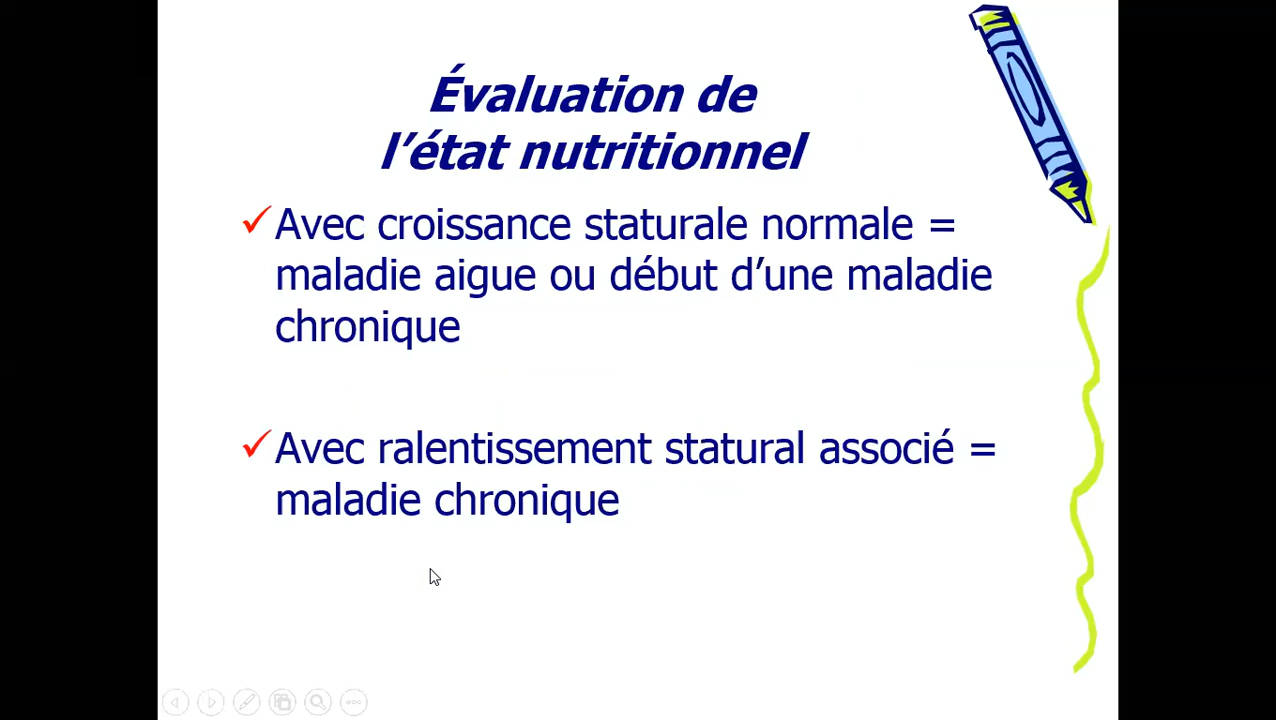 Évaluation de
l’état nutritionnel
Avec croissance staturale normale =
maladie aigue ou début d’une maladie
chronique
Avec ralentissement statural associé =
maladie chronique